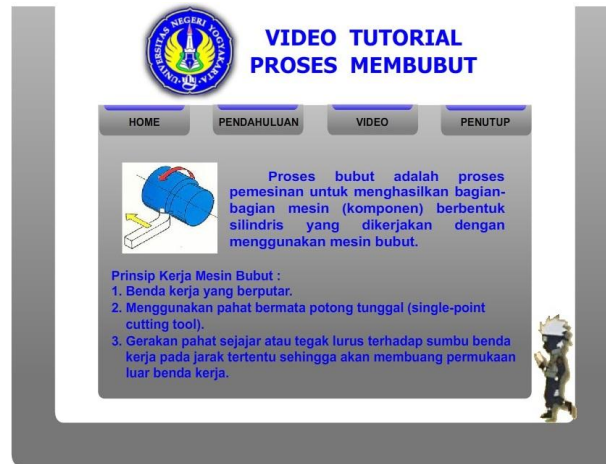 UNIVERSITAS NEGERI YOGYAKARTA
VIDEO TUTORIAL
PROSES MEMBUBUT
HOME
PENDAHULUAN
VIDEO
PENUTUP
Proses bubut adalah proses
pemesinan untuk menghasilkan bagian-
bagian mesin (komponen) berbentuk
silindris yang dikerjakan dengan
menggunakan mesin bubut.
Prinsip Kerja Mesin Bubut :
1. Benda kerja yang berputar.
2. Menggunakan pahat bermata potong tunggal (single-point
cutting tool).
3. Gerakan pahat sejajar atau tegak lurus terhadap sumbu benda
kerja pada jarak tertentu sehingga akan membuang permukaan
luar benda kerja.